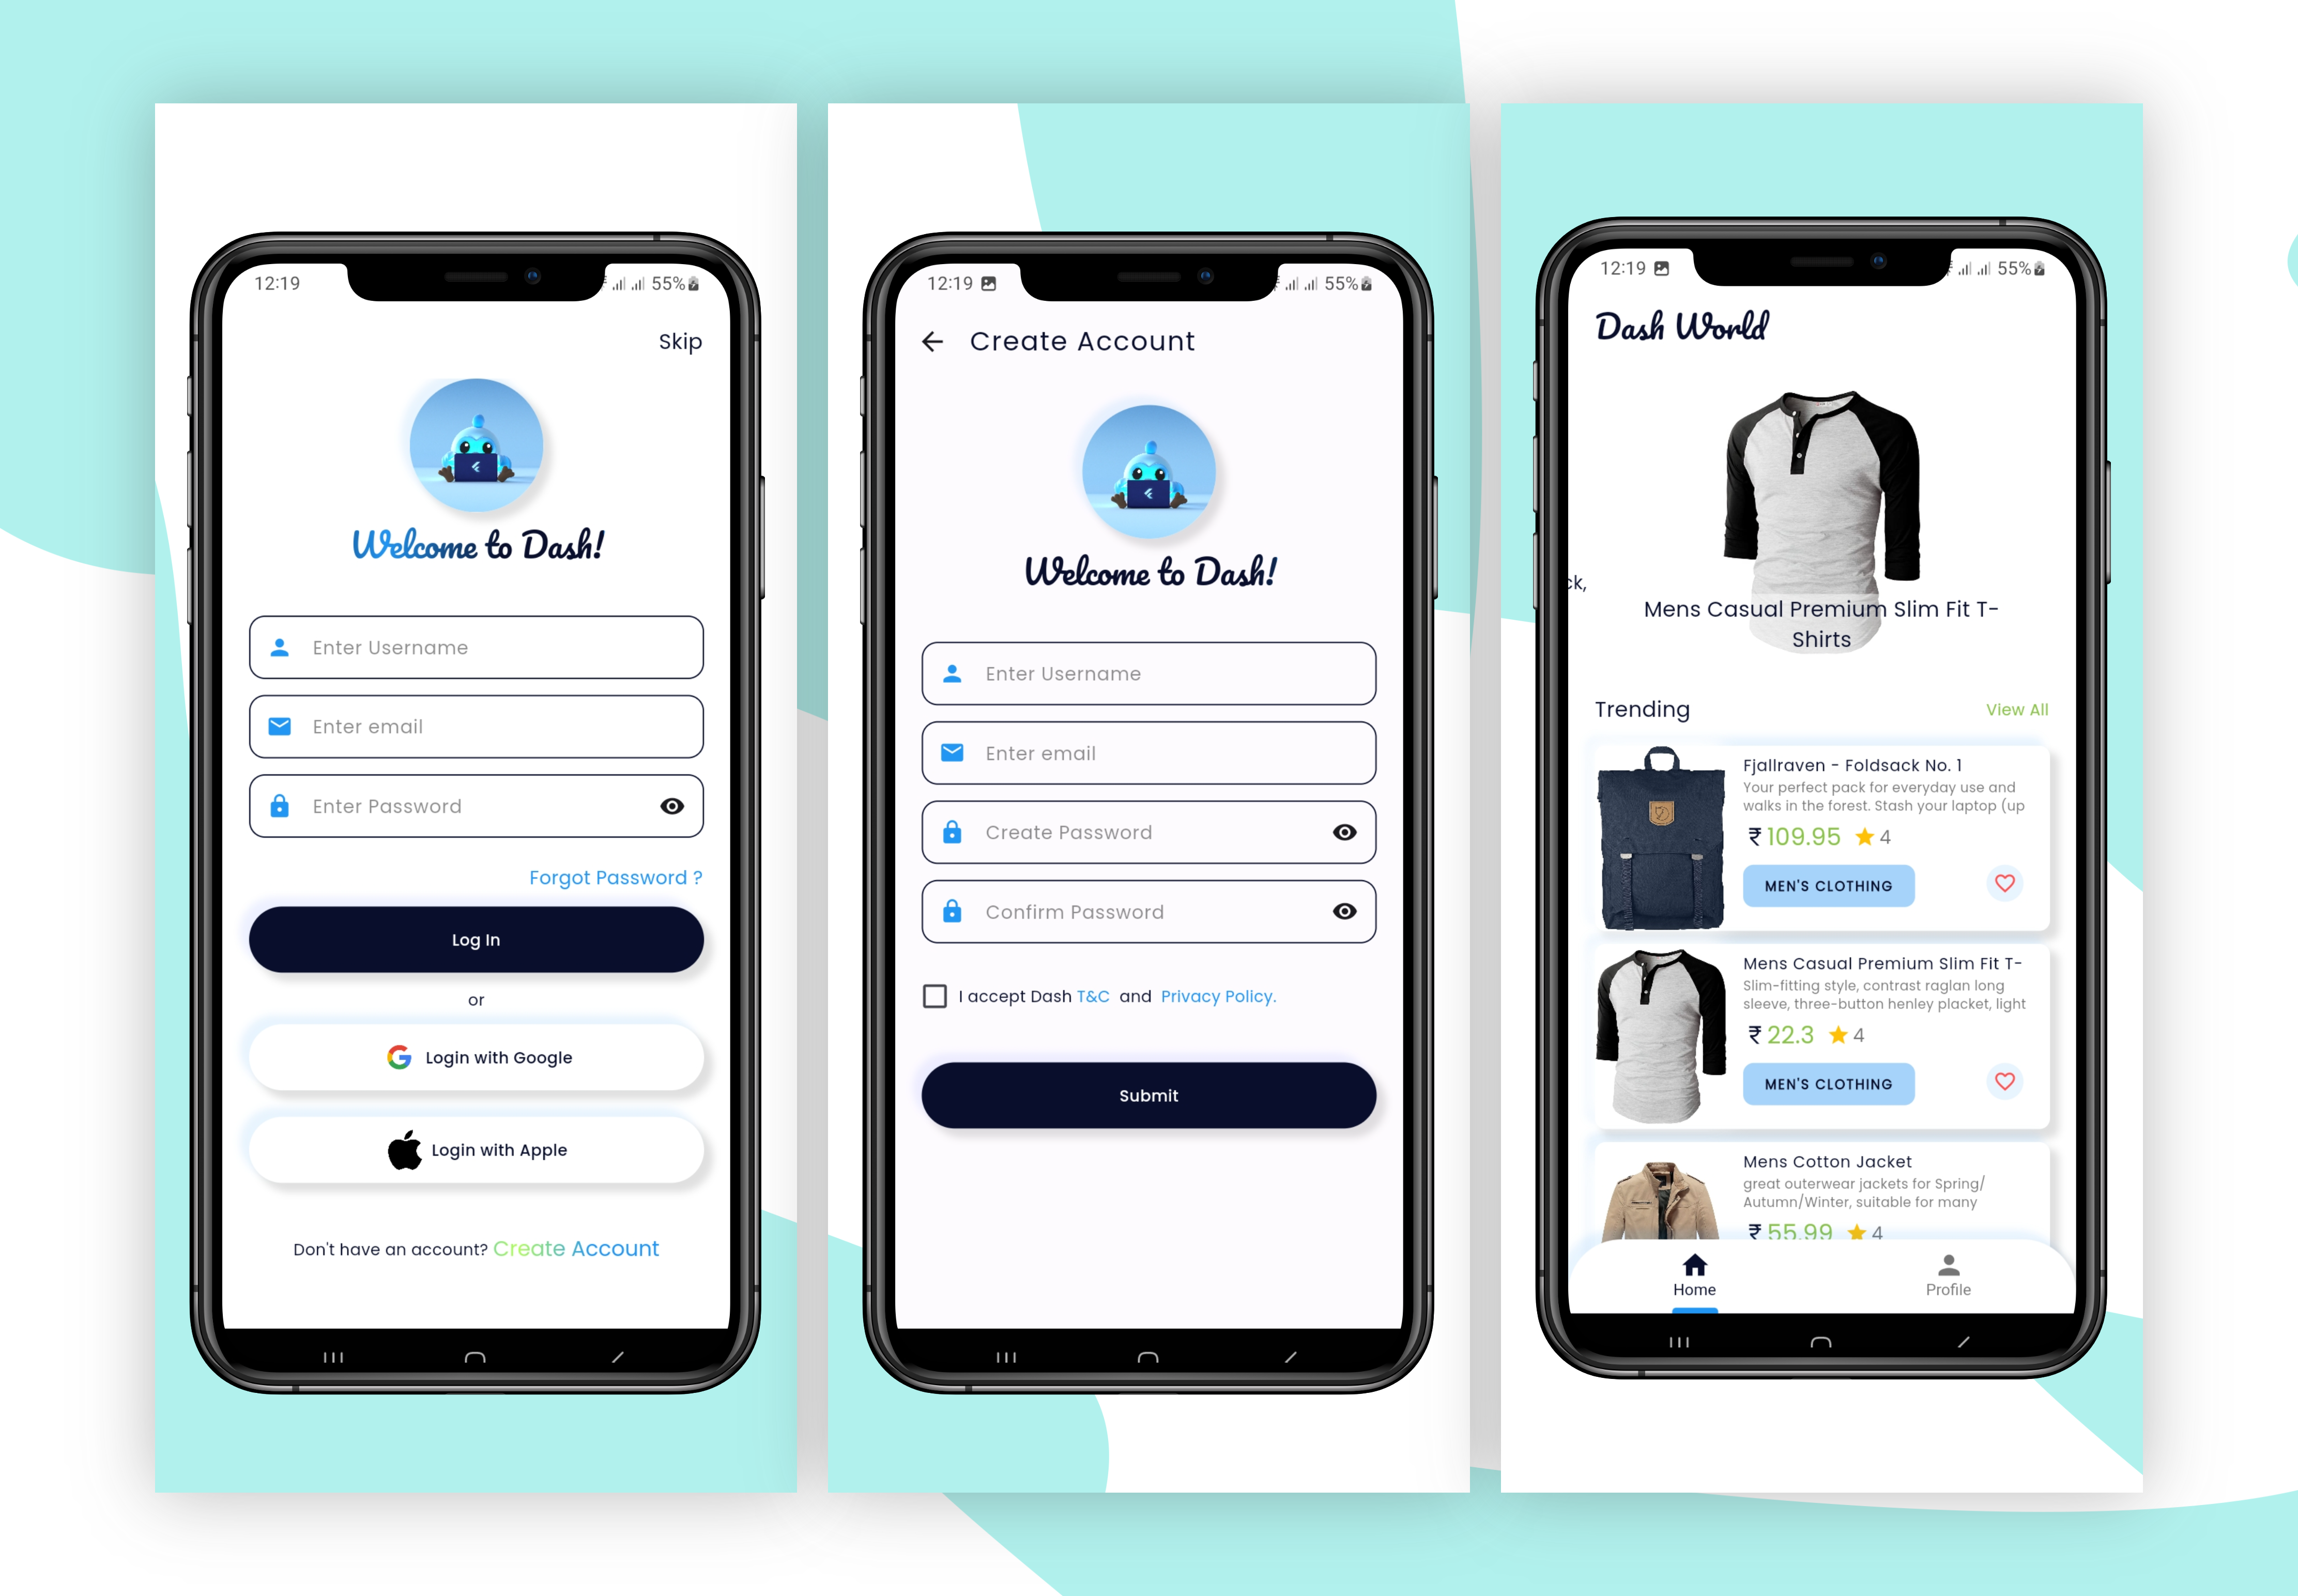 12:19
55%
Skip
Welcome to Dash!
Enter Username
Enter email
Enter Password
Forgot Password ?
Log In
or
Login with Google
Login with Apple
Don't have an account? Create Account
12:19
55%
Create Account
Welcome to Dash!
Enter Username
Enter email
Create Password
Confirm Password
I accept Dash T&C and Privacy Policy.
Submit
12:19
55%
Dash World
ck,
Mens Casual Premium Slim Fit T-
Shirts
Trending
View All
Fjallraven - Foldsack No. 1
Your perfect pack for everyday use and
walks in the forest. Stash your laptop (up
₹ 109.95 4
MEN'S CLOTHING
Mens Casual Premium Slim Fit T-
Slim-fitting style, contrast raglan long
sleeve, three-button henley placket, light
₹ 22.3 4
MEN'S CLOTHING
Mens Cotton Jacket
great outerwear jackets for Spring/
Autumn/Winter, suitable for many
₹ 55.99 4
Home
Profile